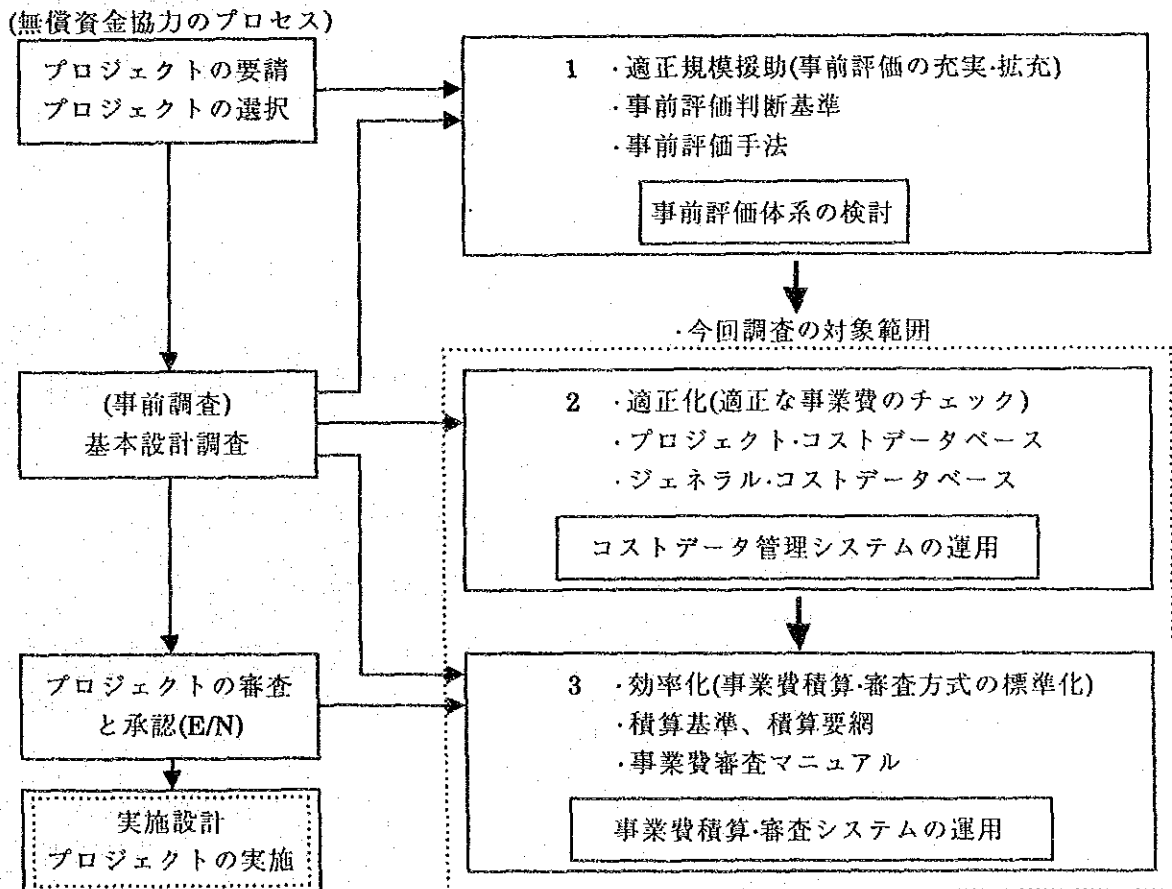 (無償資金協力のプロセス)
プロジェクトの要請
プロジェクトの選択
(事前調査)
基本設計調査
プロジェクトの審査
と承認(E/N)
実施設計
プロジェクトの実施
1 ·適正規模援助(事前評価の充実·拡充)
·事前評価判断基準
·事前評価手法
事前評価体系の検討
·今回調査の対象範囲
2 ·適正化(適正な事業費のチェック)
·プロジェクト·コストデータベース
·ジェネラル·コストデータベース
コストデータ管理システムの運用
3 ·効率化(事業費積算·審査方式の標準化)
·積算基準、積算要網
·事業費審査マニュアル
事業費積算·審査システムの運用